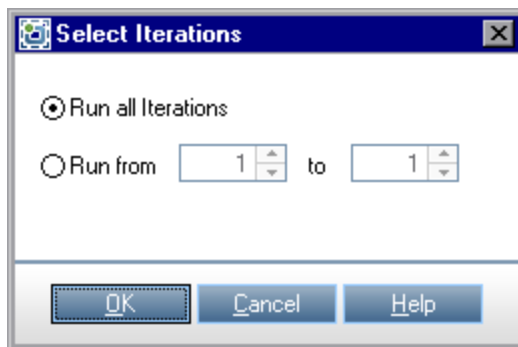 Select Iterations
Run all Iterations
Run from 1 to 1
OK Cancel Help